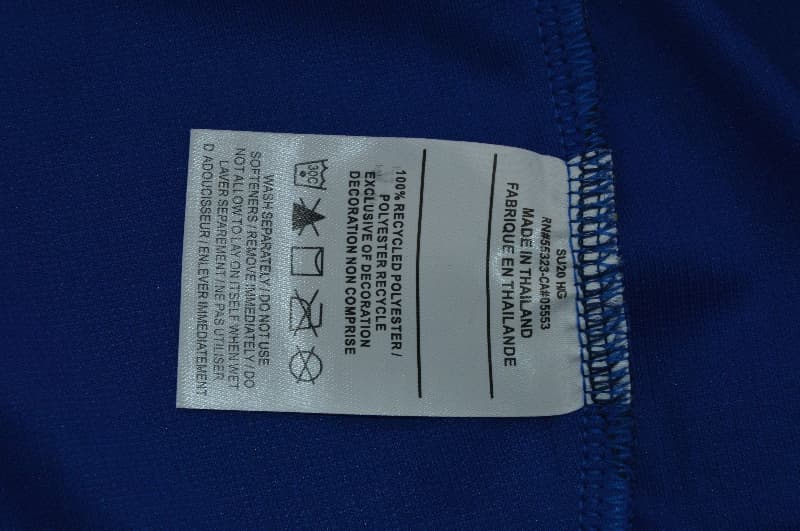 SU20 HG
RN#55323-CA#05553
MADE IN THAILAND
FABRIQUE EN THAILANDE
100% RECYCLED POLYESTER /
POLYESTER RECYCLE
EXCLUSIVE OF DECORATION
DECORATION NON COMPRISE
30C
WASH SEPARATELY / DO NOT USE
SOFTENERS / REMOVE IMMEDIATELY / DO
NOT ALLOW TO LAY ON ITSELF WHEN WET
LAVER SEPAREMENT / NE PAS UTILISER
D ADOUCISSEUR / ENLEVER IMMEDIATEMENT